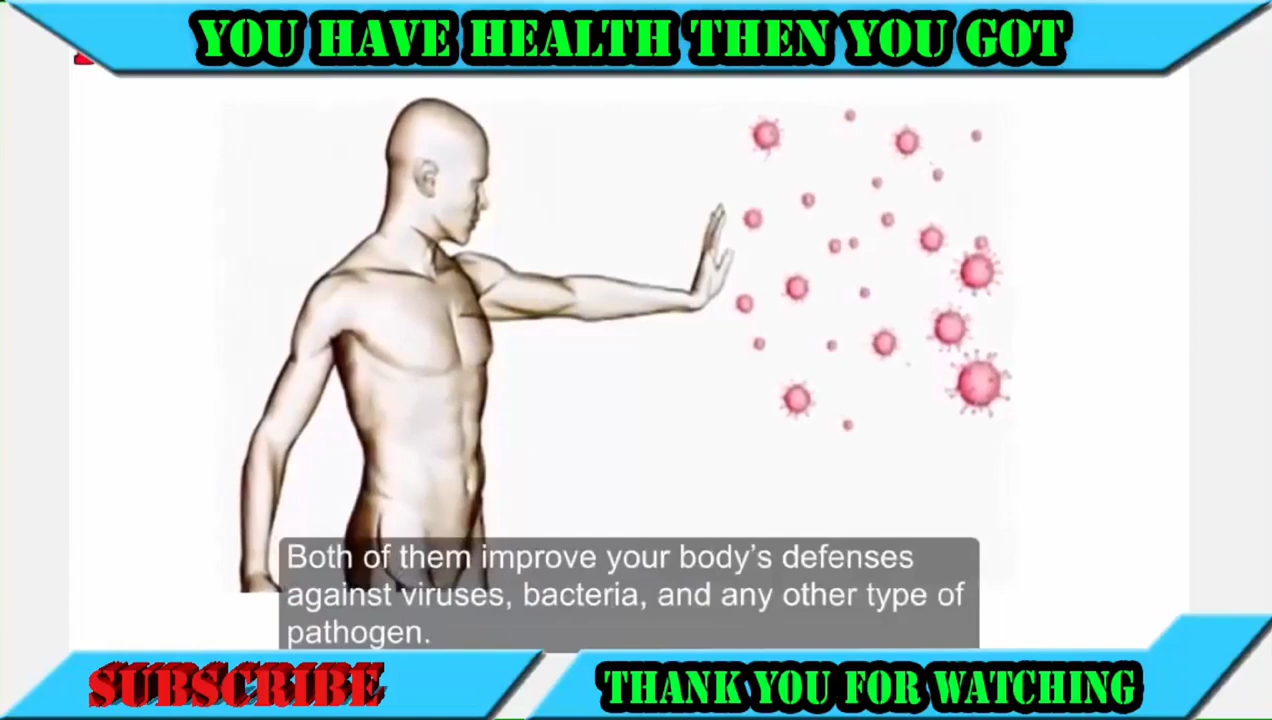 YOU HAVE HEALTH THEN YOU GOT
Both of them improve your body's defenses
against viruses, bacteria, and any other type of
pathogen.
SUBSCRIBE
THANK YOU FOR WATCHING